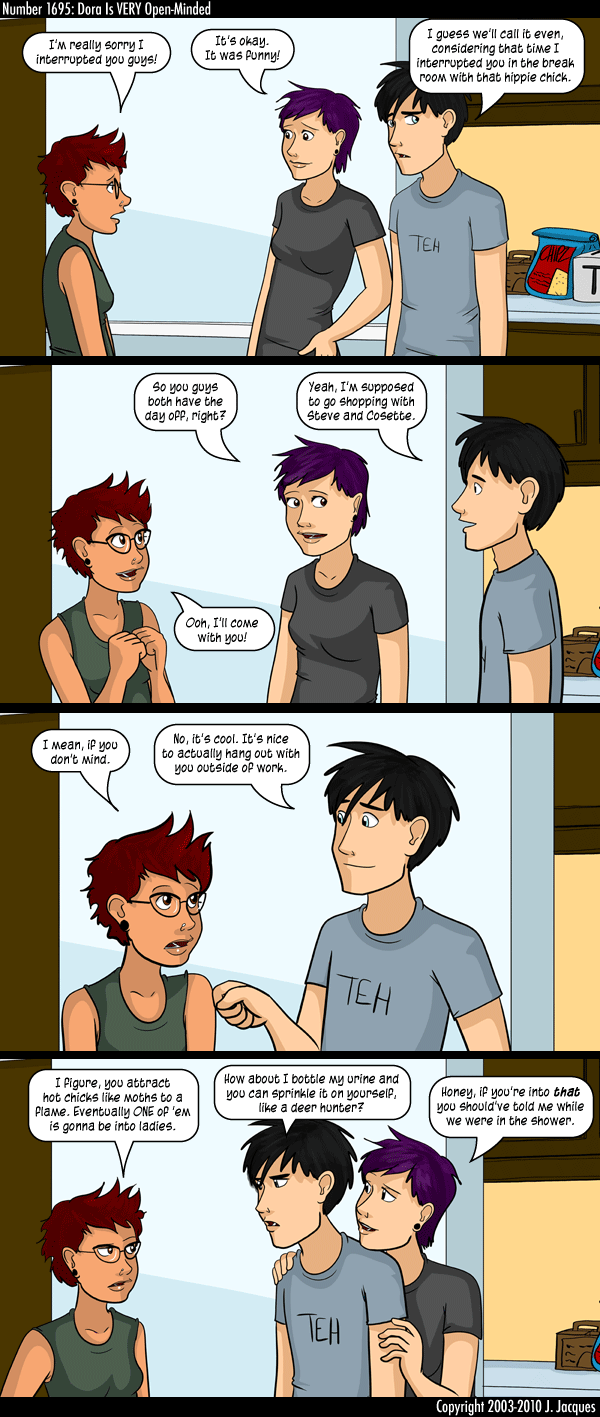 Number 1695: Dora Is VERY Open-Minded
I'm really sorry I
interrupted you guys!
It's okay.
It was funny!
I guess we'll call it even,
considering that time I
interrupted you in the break
room with that hippie chick.
TEH
T
So you guys
both have the
day off, right?
Yeah, I'm supposed
to go shopping with
Steve and Cosette.
Ooh, I'll come
with you!
I mean, if you
don't mind.
No, it's cool. It's nice
to actually hang out with
you outside of work.
TEH
I figure, you attract
hot chicks like moths to a
flame. Eventually ONE of 'em
is gonna be into ladies.
How about I bottle my urine and
you can sprinkle it on yourself,
like a deer hunter?
Honey, if you're into that
you should've told me while
we were in the shower.
TEH
Copyright 2003-2010 J. Jacques